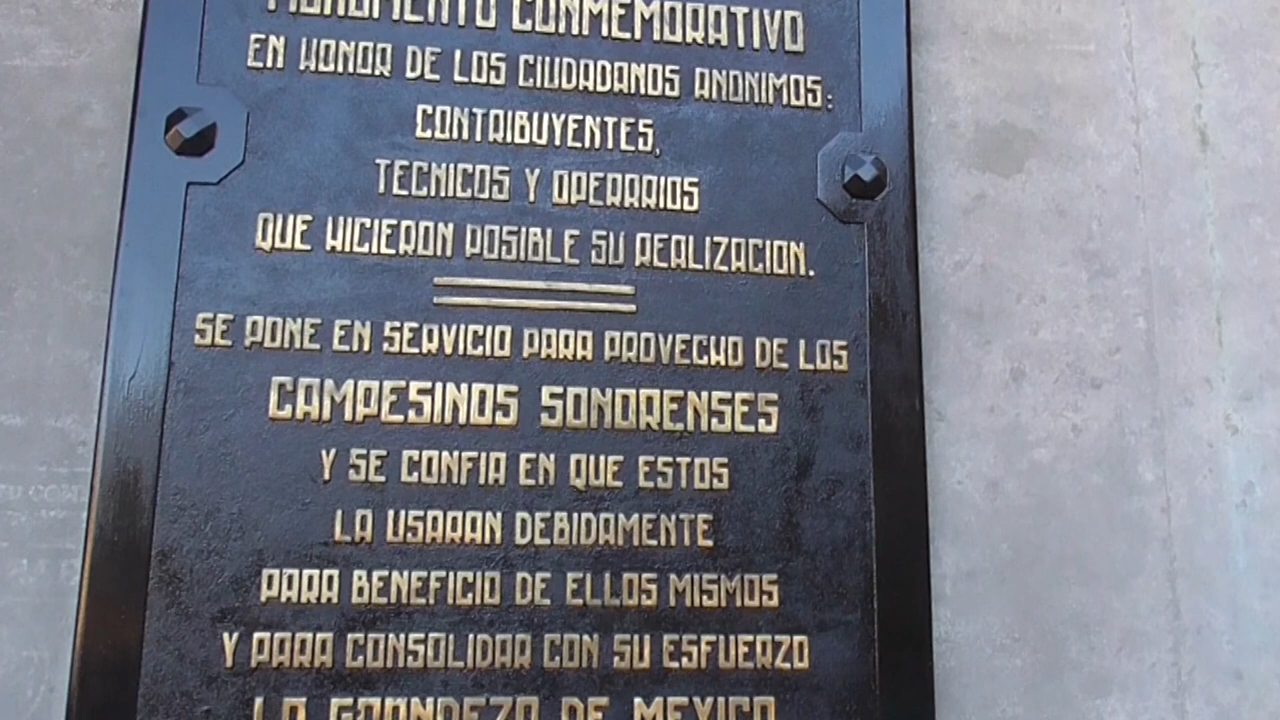 MONUMENTO CONMEMORATIVO
EN HONOR DE LOS CIUDADANOS ANONIMOS:
CONTRIBUYENTES,
TECNICOS Y OPERARIOS
QUE HICIERON POSIBLE SU REALIZACION.
SE PONE EN SERVICIO PARA PROVECHO DE LOS
CAMPESINOS SONORENSES
Y SE CONFIA EN QUE ESTOS
LA USARAN DEBIDAMENTE
PARA BENEFICIO DE ELLOS MISMOS
Y PARA CONSOLIDAR CON SU ESFUERZO
LA GRANDEZA DE MEXICO